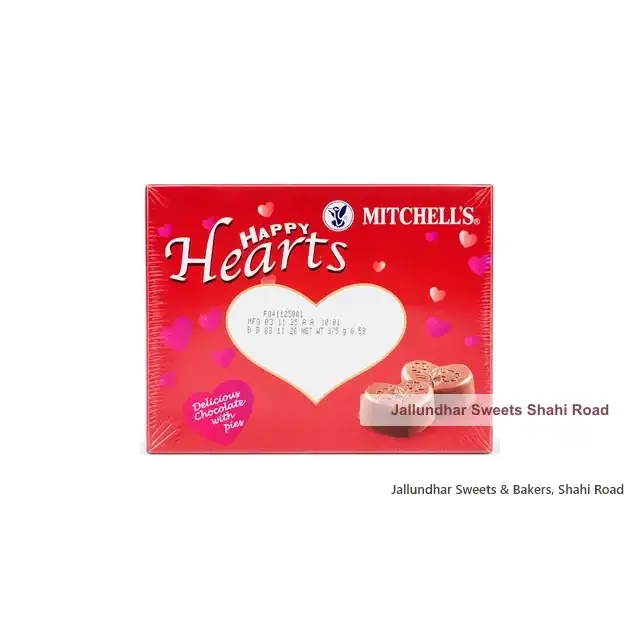 MITCHELL'S®
HAPPY
Hearts
F041125001
MFG 03 11 25 A A 10:01
B B 03 11 26 NET WT 375 g 6.59
Delicious
Chocolate
with
pies
Jallundhar Sweets Shahi Road
Jallundhar Sweets & Bakers, Shahi Road